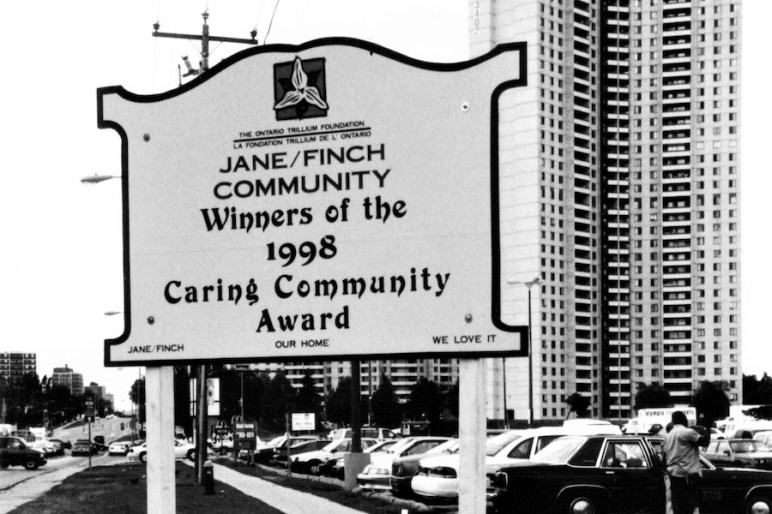 THE ONTARIO TRILLIUM FOUNDATION
LA FONDATION TRILLIUM DE L'ONTARIO
JANE/FINCH
COMMUNITY
Winners of the
1998
Caring Community
Award
JANE/FINCH
OUR HOME
WE LOVE IT